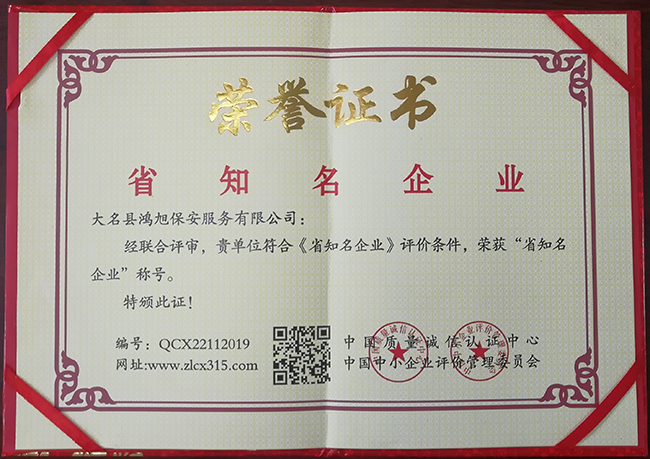 荣誉证书
省知名企业
大名县鸿旭保安服务有限公司：
经联合评审，贵单位符合《省知名企业》评价条件，荣获“省知名
企业”称号。
特颁此证！
编号：QCX22112019
网址:www.zlcx315.com
中国质量诚信认证中心
中国中小企业评价管理委员会